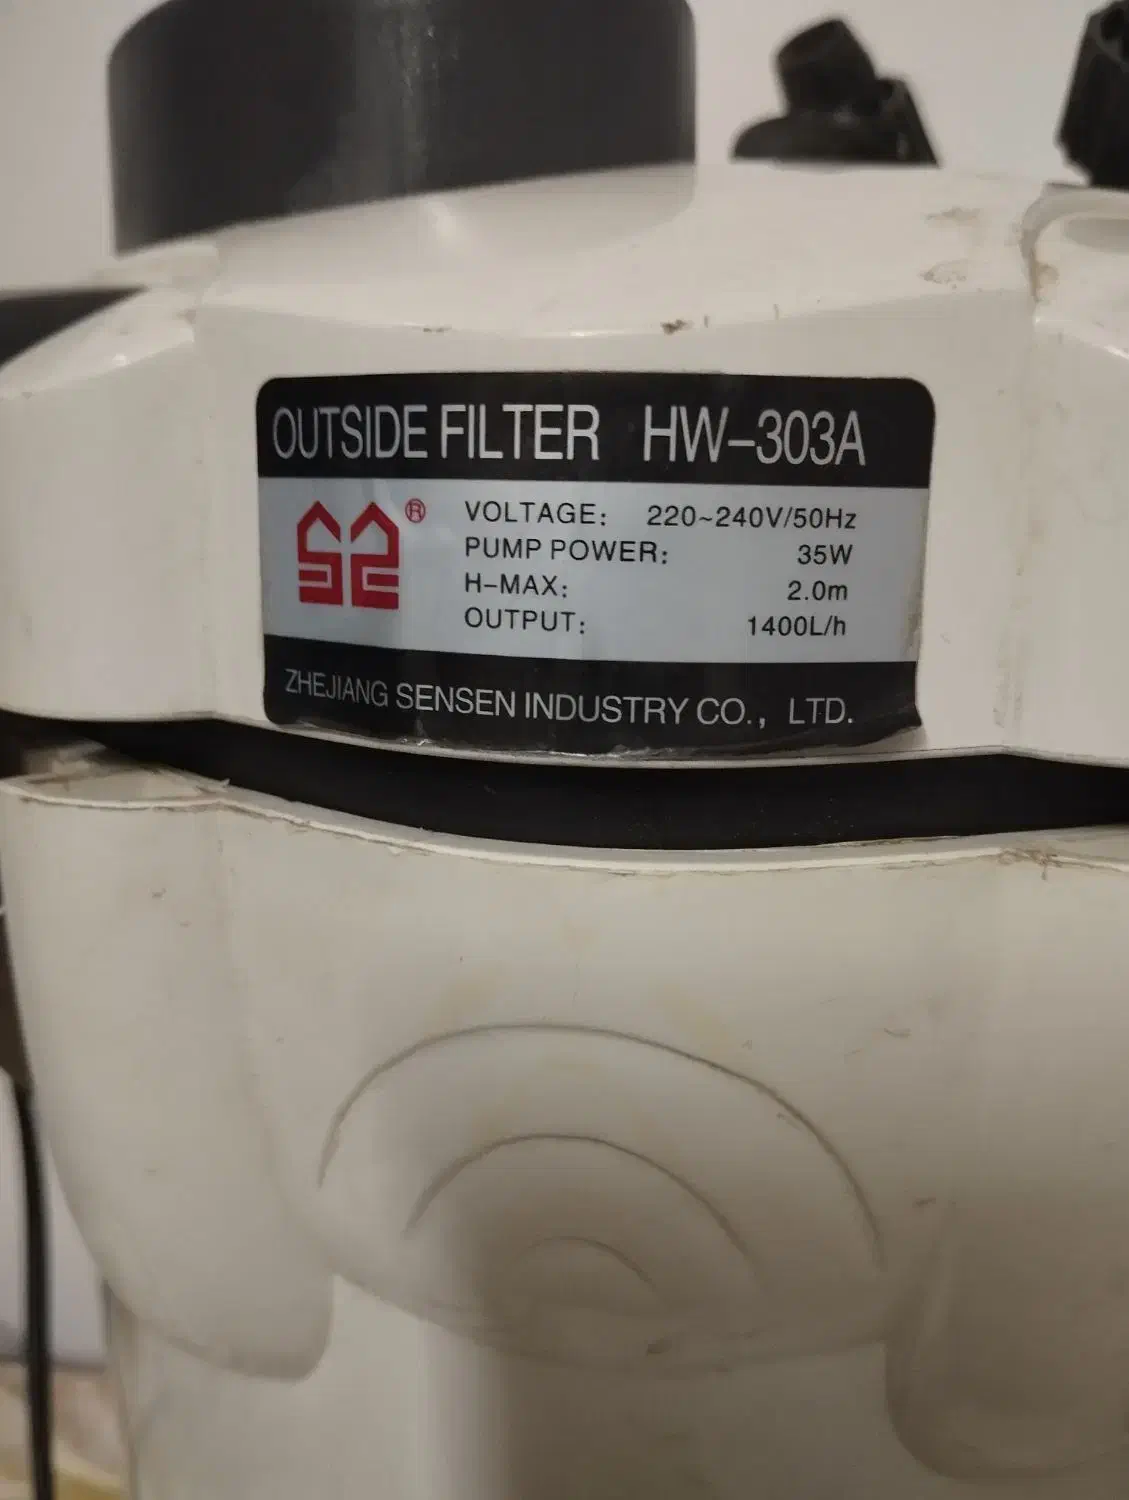 OUTSIDE FILTER HW-303A
®
VOLTAGE: 220~240V/50Hz
PUMP POWER: 35W
H-MAX: 2.0m
OUTPUT: 1400L/h
ZHEJIANG SENSEN INDUSTRY CO., LTD.